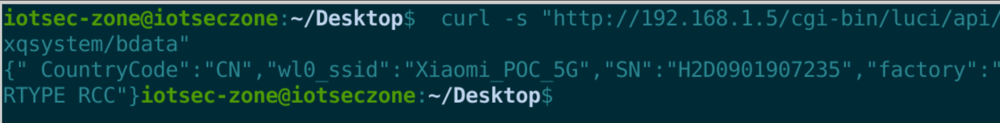 iotsec-zone@iotseczone:~/Desktop$  curl -s "http://192.168.1.5/cgi-bin/luci/api/
xqsystem/bdata"
{" CountryCode":"CN","wl0_ssid":"Xiaomi_POC_5G","SN":"H2D0901907235","factory":"
RTYPE RCC"}iotsec-zone@iotseczone:~/Desktop$